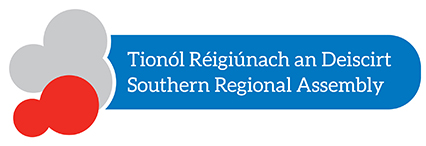 Tionól Réigiúnach an Deiscirt
Southern Regional Assembly